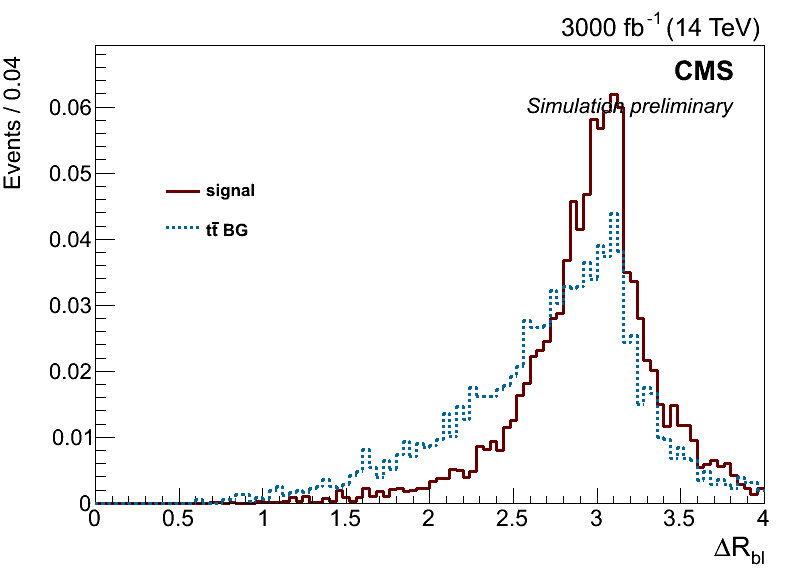 3000 fb⁻¹ (14 TeV)
CMS
Simulation preliminary
Events / 0.04
0.06
0.05
0.04
0.03
0.02
0.01
0
signal
tt̄ BG
0 0.5 1 1.5 2 2.5 3 3.5 4
ΔR_bl